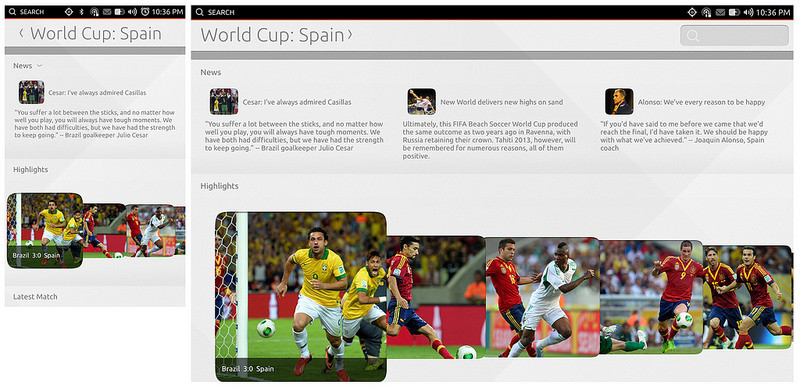 SEARCH
10:36 PM
‹ World Cup: Spain
News
Cesar: I've always admired Casillas
"You suffer a lot between the sticks, and no matter how
well you play, you will always have tough moments. We
have both had difficulties, but we have had the strength
to keep going." -- Brazil goalkeeper Julio Cesar
Highlights
Brazil 3:0 Spain
Latest Match
SEARCH
10:36 PM
World Cup: Spain ›
News
Cesar: I've always admired Casillas
"You suffer a lot between the sticks, and no matter how
well you play, you will always have tough moments. We
have both had difficulties, but we have had the strength
to keep going." -- Brazil goalkeeper Julio Cesar
New World delivers new highs on sand
Ultimately, this FIFA Beach Soccer World Cup produced
the same outcome as two years ago in Ravenna, with
Russia retaining their crown. Tahiti 2013, however, will
be remembered for numerous reasons, all of them
positive.
Alonso: We've every reason to be happy
"If you'd have said to me before we came that we'd
reach the final, I'd have taken it. We should be happy
with what we've achieved." -- Joaquin Alonso, Spain
coach
Highlights
Brazil 3:0 Spain